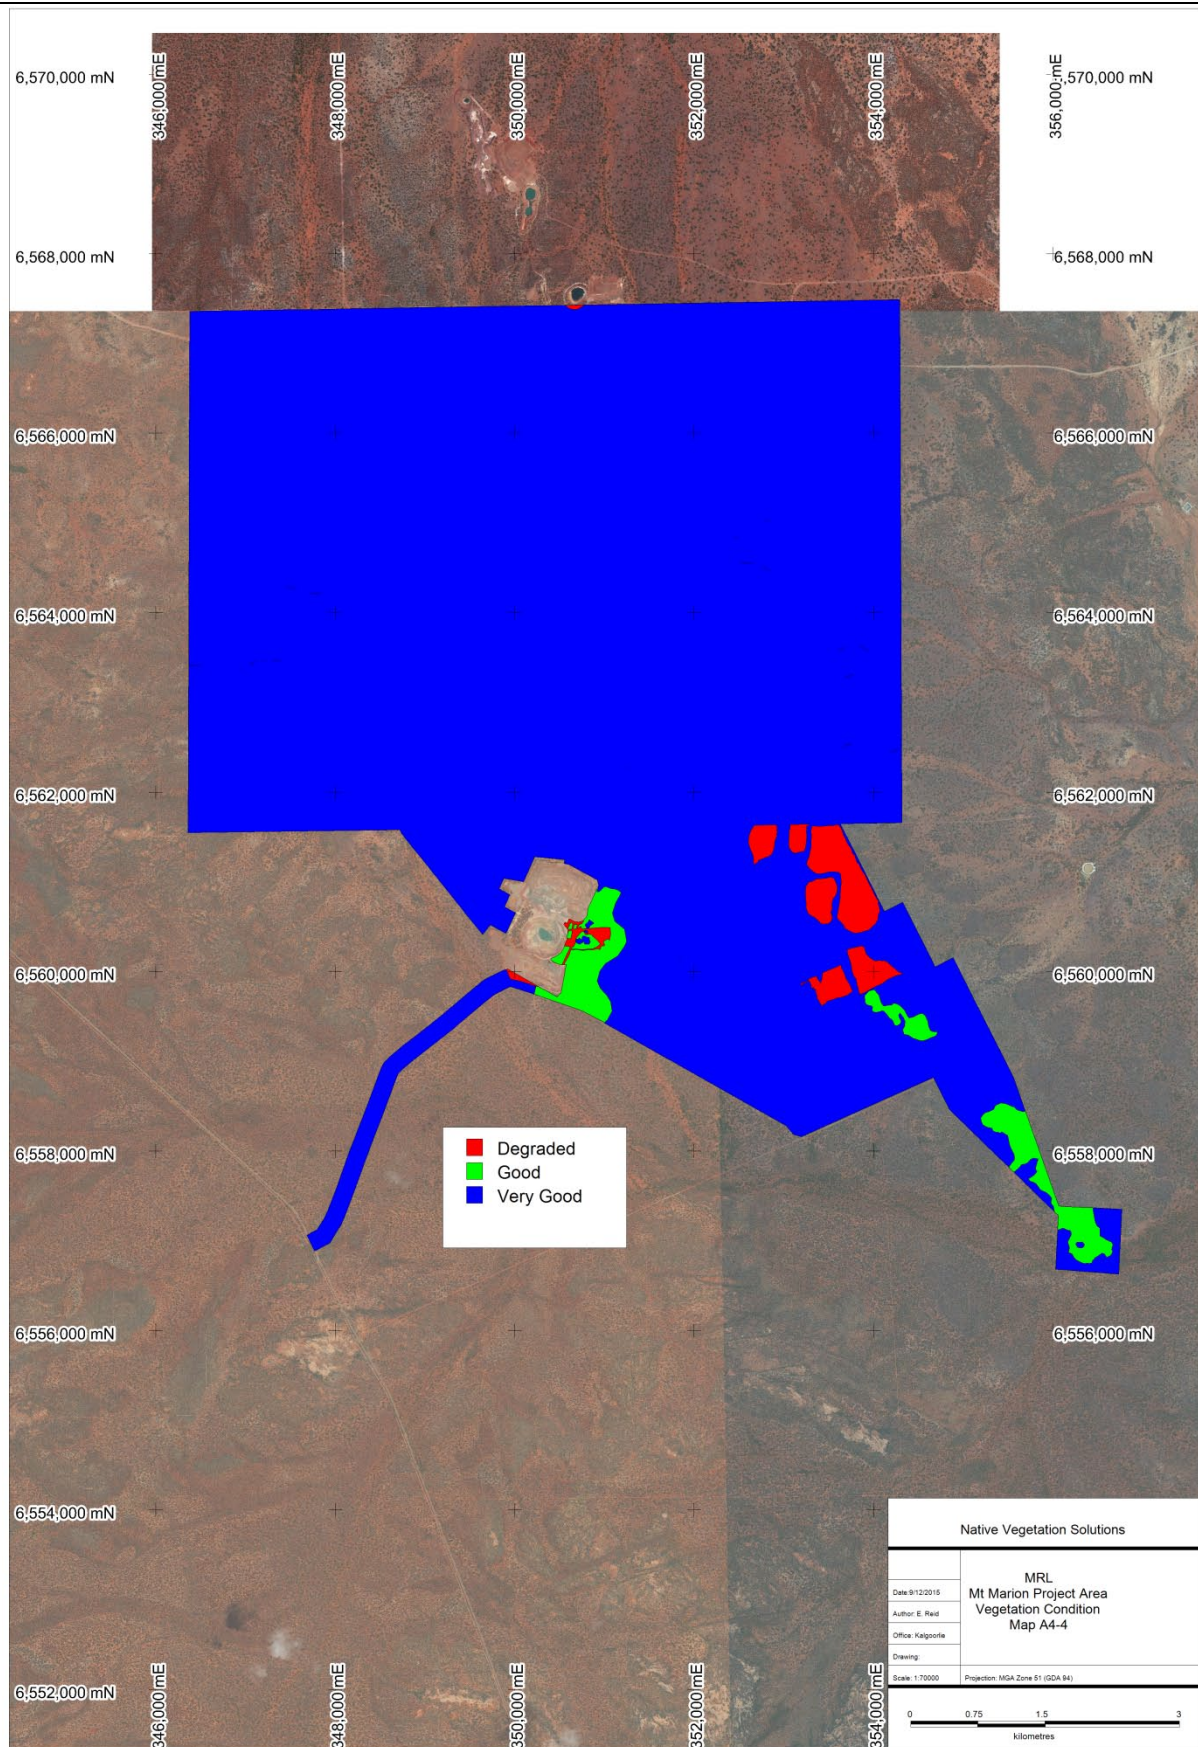 346,000 mE
348,000 mE
350,000 mE
352,000 mE
354,000 mE
356,000 mE
6,570,000 mN
6,570,000 mN
6,568,000 mN
6,568,000 mN
6,566,000 mN
6,566,000 mN
6,564,000 mN
6,564,000 mN
6,562,000 mN
6,562,000 mN
6,560,000 mN
6,560,000 mN
6,558,000 mN
6,558,000 mN
Degraded
Good
Very Good
6,556,000 mN
6,556,000 mN
6,554,000 mN
6,552,000 mN
346,000 mE
348,000 mE
350,000 mE
352,000 mE
354,000 mE
Native Vegetation Solutions
Date:9/12/2015
Author: E. Reid
Office: Kalgoorlie
Drawing:
Scale: 1:70000
MRL
Mt Marion Project Area
Vegetation Condition
Map A4-4
Projection: MGA Zone 51 (GDA 94)
0 0.75 1.5 3
kilometres